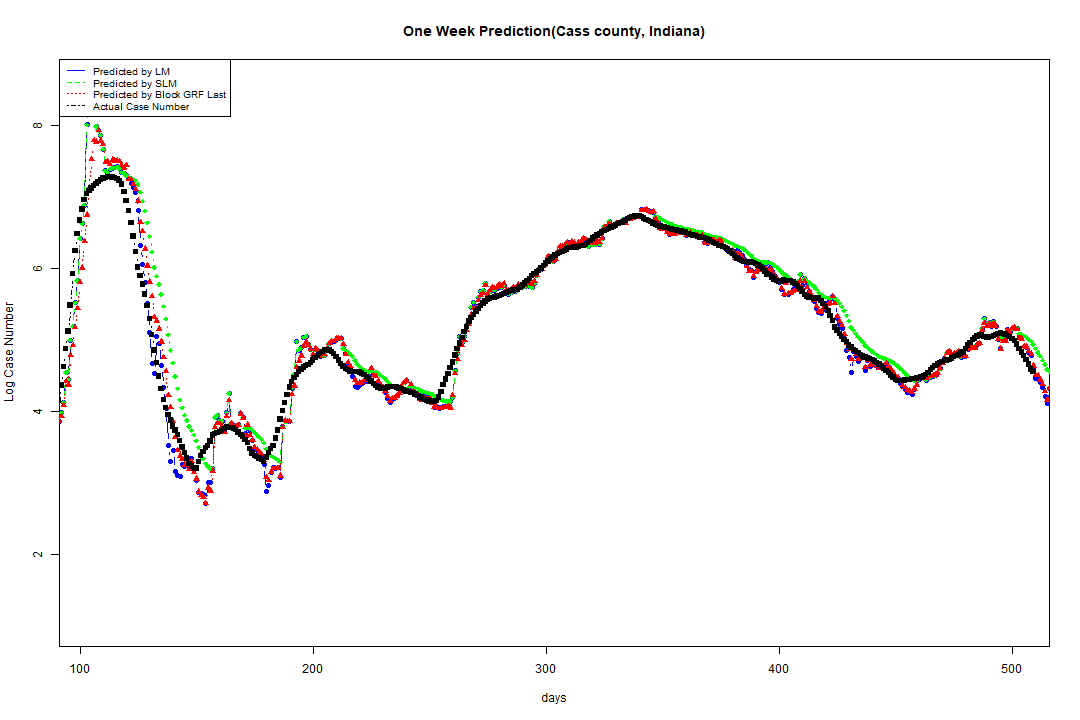 One Week Prediction(Cass county, Indiana)
Predicted by LM
Predicted by SLM
Predicted by Block GRF Last
Actual Case Number
8
6
4
2
Log Case Number
100 200 300 400 500
days